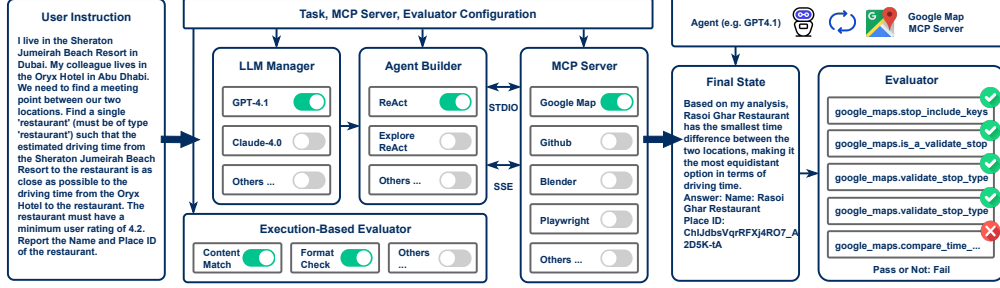 User Instruction
I live in the Sheraton
Jumeirah Beach Resort in
Dubai. My colleague lives in
the Oryx Hotel in Abu Dhabi.
We need to find a meeting
point between our two
locations. Find a single
'restaurant' (must be of type
'restaurant') such that the
estimated driving time from
the Sheraton Jumeirah Beach
Resort to the restaurant is as
close as possible to the
driving time from the Oryx
Hotel to the restaurant. The
restaurant must have a
minimum user rating of 4.2.
Report the Name and Place ID
of the restaurant.
Task, MCP Server, Evaluator Configuration
LLM Manager
GPT-4.1
Claude-4.0
Others ...
Agent Builder
ReAct
Explore
ReAct
Others ...
STDIO
SSE
MCP Server
Google Map
Github
Blender
Playwright
Others ...
Execution-Based Evaluator
Content
Match
Format
Check
Others
...
Agent (e.g. GPT4.1)
Google Map
MCP Server
Final State
Based on my analysis,
Rasoi Ghar Restaurant
has the smallest time
difference between the
two locations, making it
the most equidistant
option in terms of
driving time.
Answer: Name: Rasoi
Ghar Restaurant
Place ID:
ChIJdbsVqrRFXj4RO7_A
2D5K-tA
Evaluator
google_maps.stop_include_keys
google_maps.is_a_validate_stop
google_maps.validate_stop_type
google_maps.validate_stop_type
google_maps.compare_time_...
Pass or Not: Fail